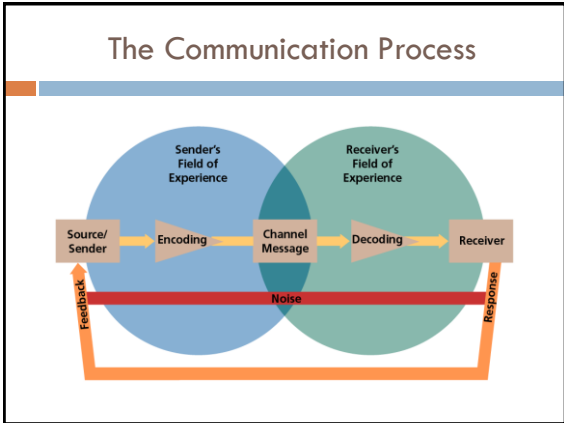 The Communication Process
Sender's
Field of
Experience
Receiver's
Field of
Experience
Source/
Sender
Encoding
Channel
Message
Decoding
Receiver
Feedback
Noise
Response